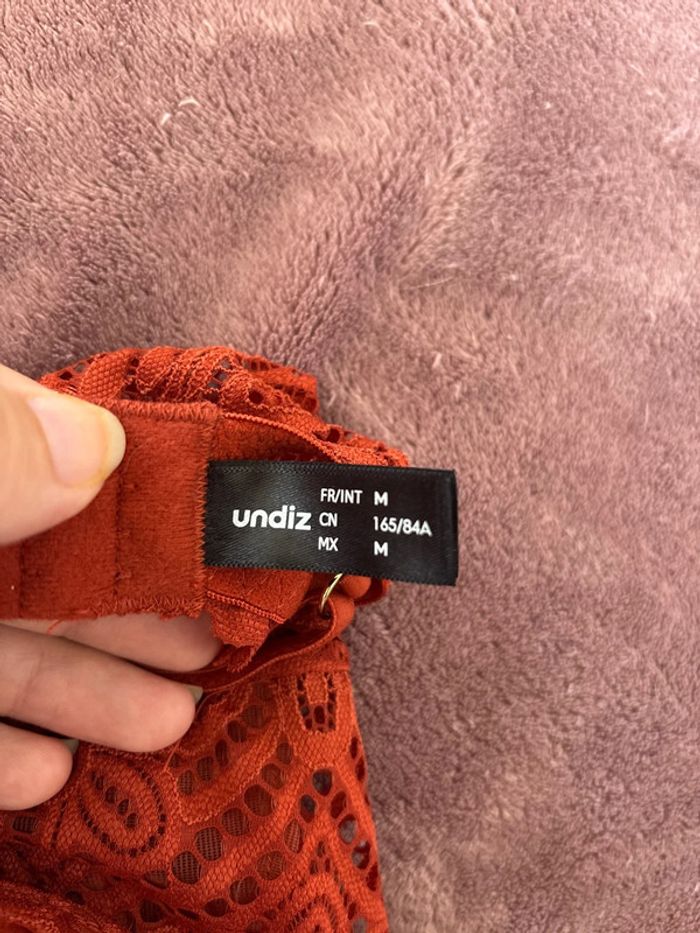 undiz
FR/INT M
CN 165/84A
MX M